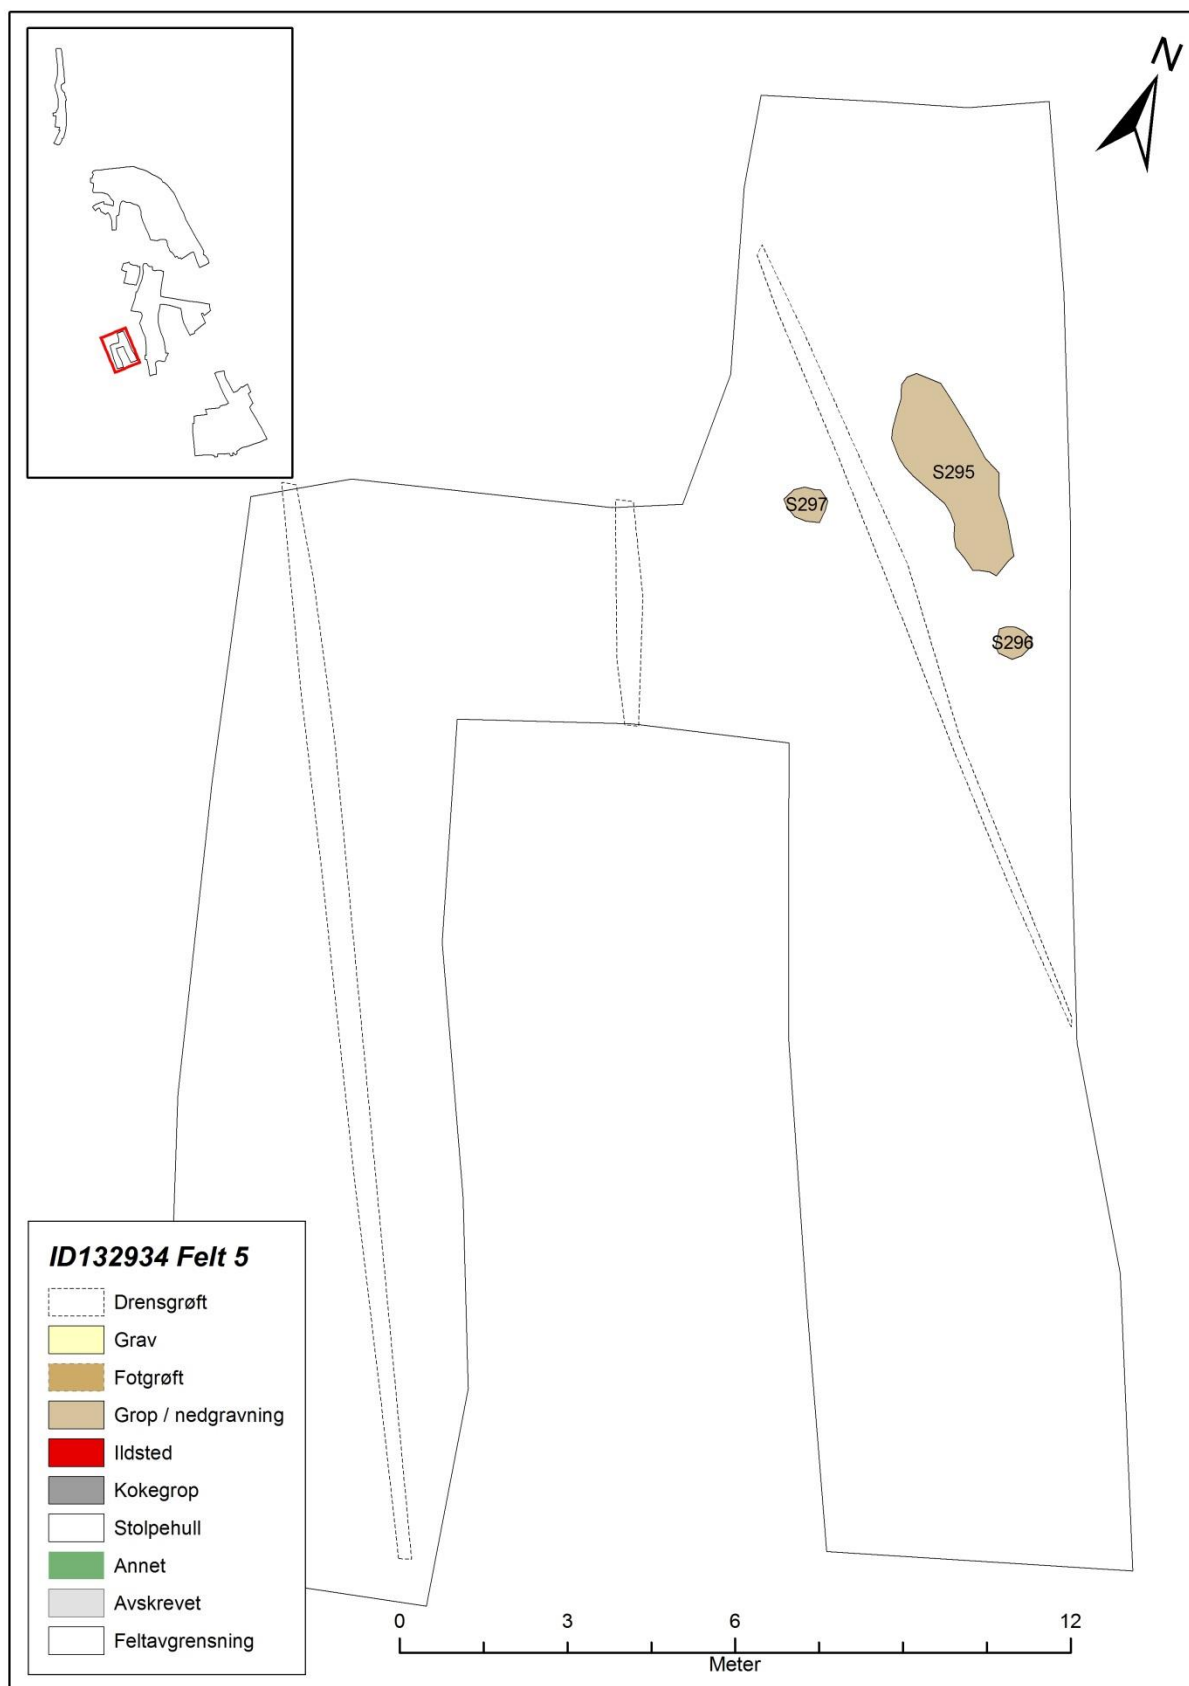 N
S295
S297
S296
ID132934 Felt 5
Drensgrøft
Grav
Fotgrøft
Grop / nedgravning
Ildsted
Kokegrop
Stolpehull
Annet
Avskrevet
Feltavgrensning
0 3 6 12
Meter